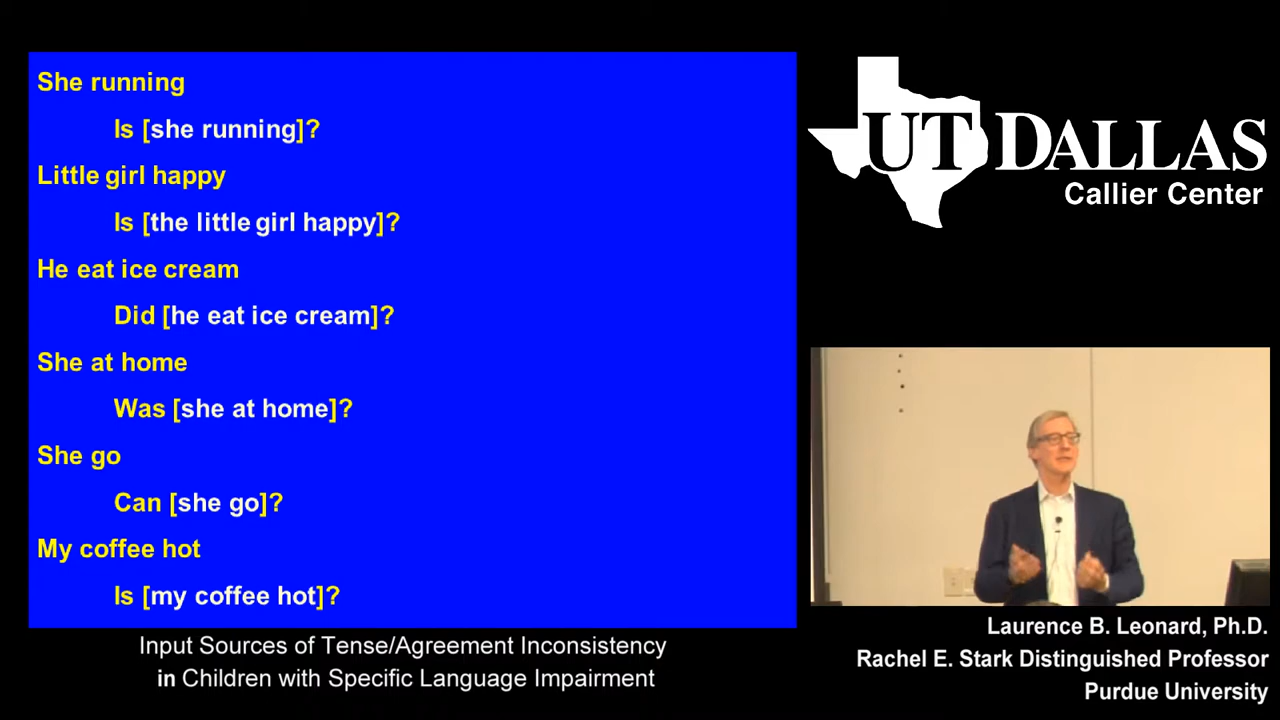 She running
Is [she running]?
Little girl happy
Is [the little girl happy]?
He eat ice cream
Did [he eat ice cream]?
She at home
Was [she at home]?
She go
Can [she go]?
My coffee hot
Is [my coffee hot]?
Input Sources of Tense/Agreement Inconsistency
in Children with Specific Language Impairment
UT DALLAS
Callier Center
Laurence B. Leonard, Ph.D.
Rachel E. Stark Distinguished Professor
Purdue University